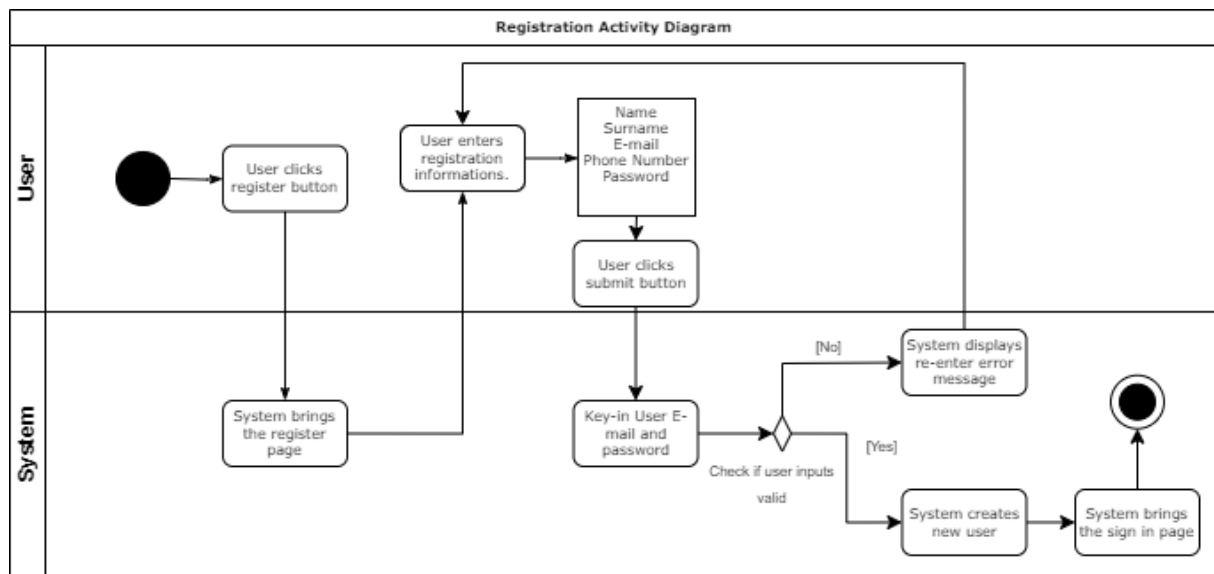 Registration Activity Diagram
User
User clicks
register button
User enters
registration
informations.
Name
Surname
E-mail
Phone Number
Password
User clicks
submit button
System
System brings
the register
page
Key-in User E-
mail and
password
Check if user inputs
valid
[No]
System displays
re-enter error
message
[Yes]
System creates
new user
System brings
the sign in page